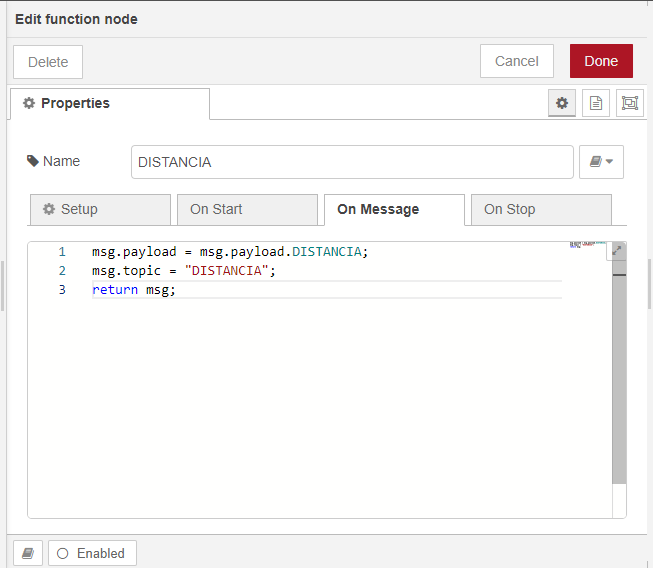 Edit function node
Delete
Cancel
Done
Properties
Name
DISTANCIA
Setup
On Start
On Message
On Stop
1 msg.payload = msg.payload.DISTANCIA;
2 msg.topic = "DISTANCIA";
3 return msg;
Enabled